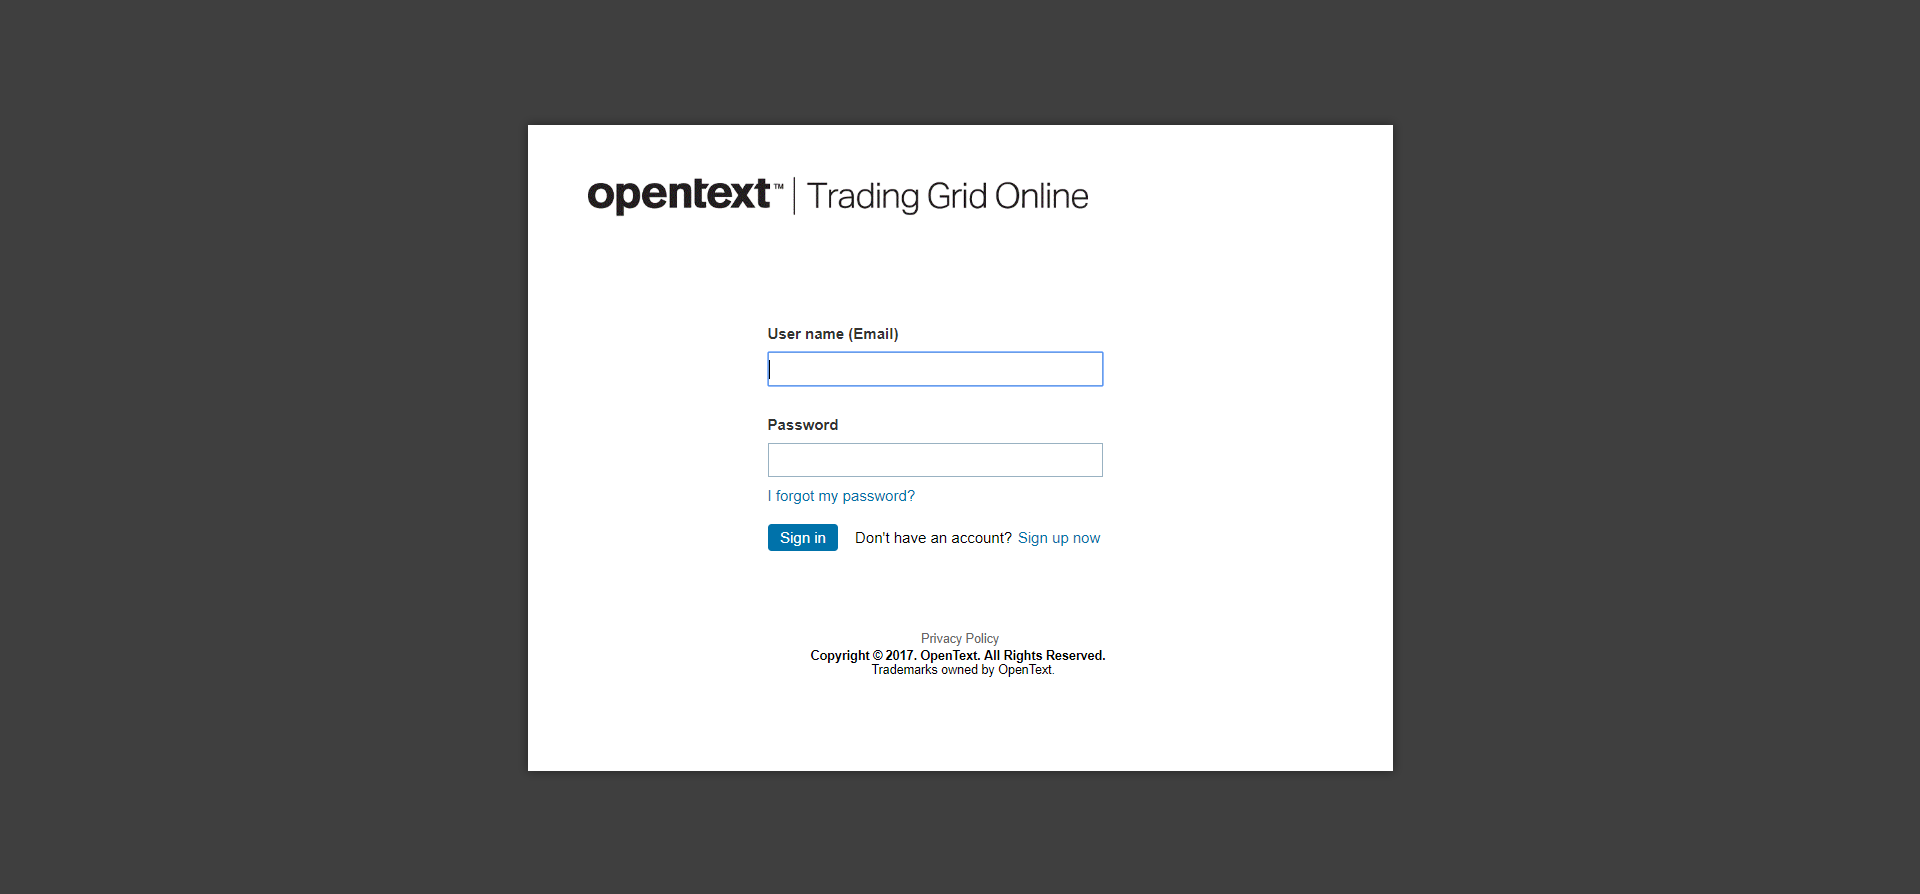 opentext™ | Trading Grid Online
User name (Email)
Password
I forgot my password?
Sign in Don't have an account? Sign up now
Privacy Policy
Copyright © 2017. OpenText. All Rights Reserved.
Trademarks owned by OpenText.